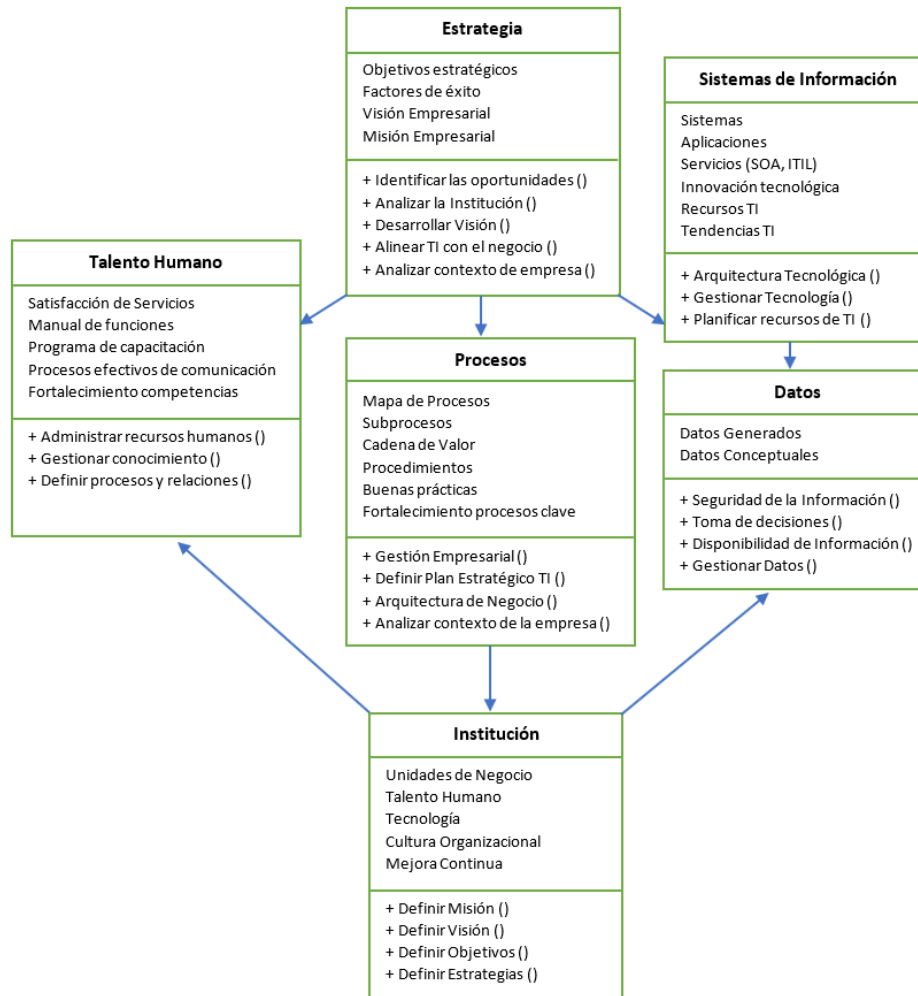 Estrategia
Objetivos estratégicos
Factores de éxito
Visión Empresarial
Misión Empresarial
+ Identificar las oportunidades ()
+ Analizar la Institución ()
+ Desarrollar Visión ()
+ Alinear TI con el negocio ()
+ Analizar contexto de empresa ()
Sistemas de Información
Sistemas
Aplicaciones
Servicios (SOA, ITIL)
Innovación tecnológica
Recursos TI
Tendencias TI
+ Arquitectura Tecnológica ()
+ Gestionar Tecnología ()
+ Planificar recursos de TI ()
Talento Humano
Satisfacción de Servicios
Manual de funciones
Programa de capacitación
Procesos efectivos de comunicación
Fortalecimiento competencias
+ Administrar recursos humanos ()
+ Gestionar conocimiento ()
+ Definir procesos y relaciones ()
Procesos
Mapa de Procesos
Subprocesos
Cadena de Valor
Procedimientos
Buenas prácticas
Fortalecimiento procesos clave
+ Gestión Empresarial ()
+ Definir Plan Estratégico TI ()
+ Arquitectura de Negocio ()
+ Analizar contexto de la empresa ()
Datos
Datos Generados
Datos Conceptuales
+ Seguridad de la Información ()
+ Toma de decisiones ()
+ Disponibilidad de Información ()
+ Gestionar Datos ()
Institución
Unidades de Negocio
Talento Humano
Tecnología
Cultura Organizacional
Mejora Continua
+ Definir Misión ()
+ Definir Visión ()
+ Definir Objetivos ()
+ Definir Estrategias ()